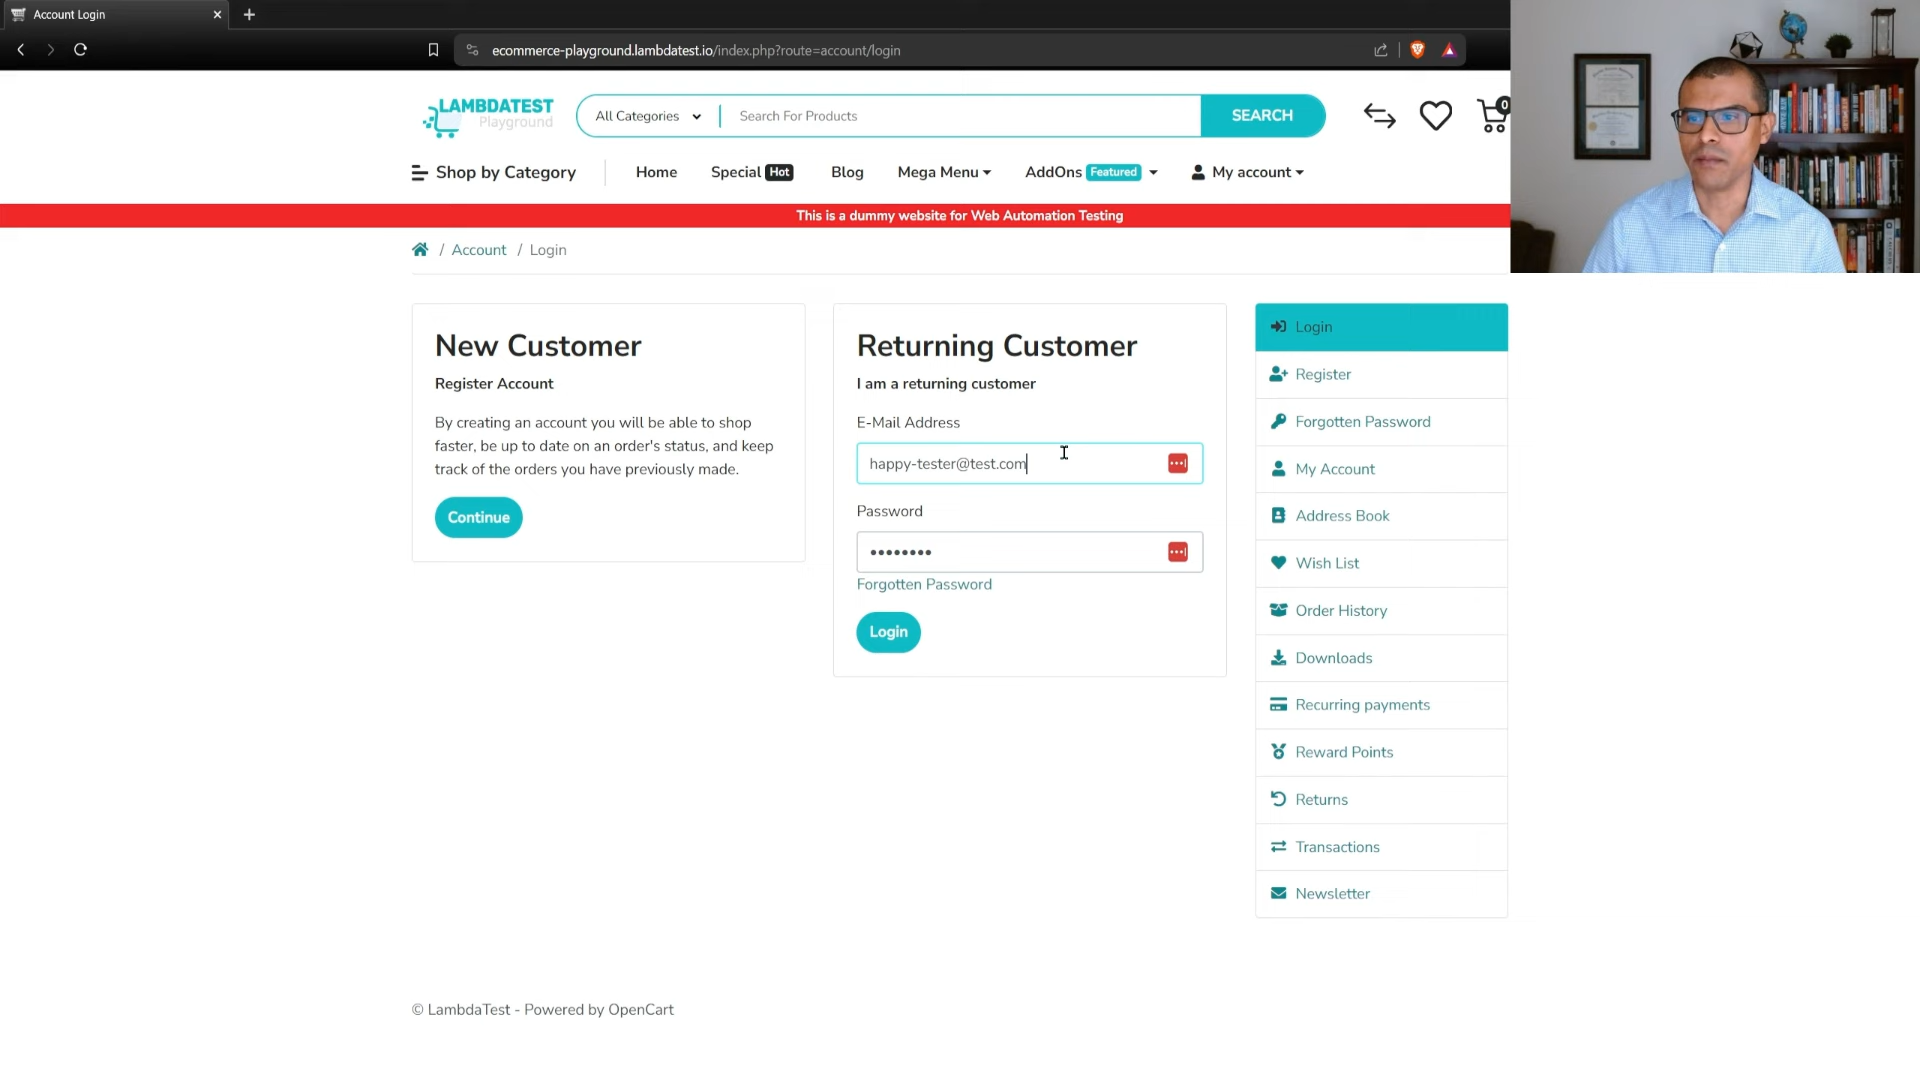 Account Login
ecommerce-playground.lambdatest.io/index.php?route=account/login
LAMBDATEST
Playground
All Categories
Search For Products
SEARCH
0
Shop by Category
Home
Special Hot
Blog
Mega Menu
AddOns Featured
My account
This is a dummy website for Web Automation Testing
/ Account / Login
New Customer
Register Account
By creating an account you will be able to shop
faster, be up to date on an order's status, and keep
track of the orders you have previously made.
Continue
Returning Customer
I am a returning customer
E-Mail Address
happy-tester@test.com
Password
••••••••
Forgotten Password
Login
Login
Register
Forgotten Password
My Account
Address Book
Wish List
Order History
Downloads
Recurring payments
Reward Points
Returns
Transactions
Newsletter
© LambdaTest - Powered by OpenCart